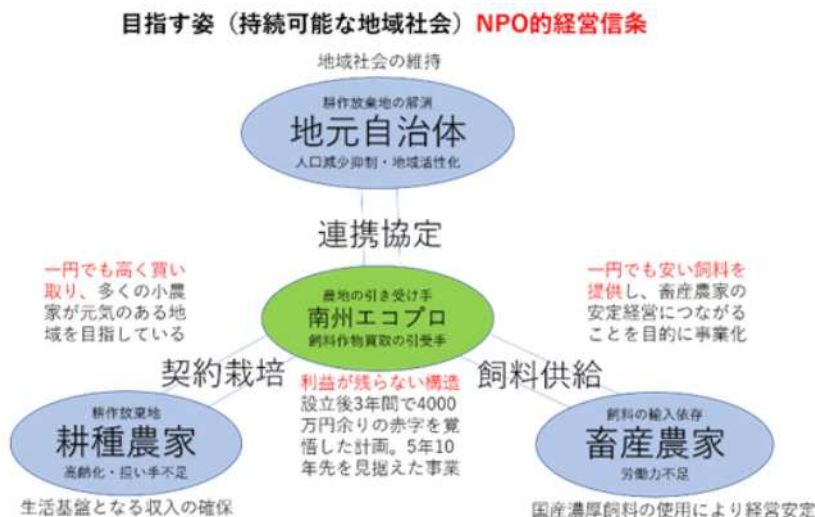 目指す姿（持続可能な地域社会）NPO的経営信条
地域社会の維持
耕作放棄地の解消
地元自治体
人口減少抑制・地域活性化
連携協定
一円でも高く買い
取り、多くの小農
家が元気のある地
域を目指している
一円でも安い飼料を
提供し、畜産農家の
安定経営につながる
ことを目的に事業化
農地の引き受け手
南州エコプロ
飼料作物買取の引受手
契約栽培
飼料供給
利益が残らない構造
設立後3年間で4000
万円余りの赤字を覚
悟した計画。5年10
年先を見据えた事業
耕作放棄地
耕種農家
高齢化・担い手不足
生活基盤となる収入の確保
飼料の輸入依存
畜産農家
労働力不足
国産濃厚飼料の使用により経営安定